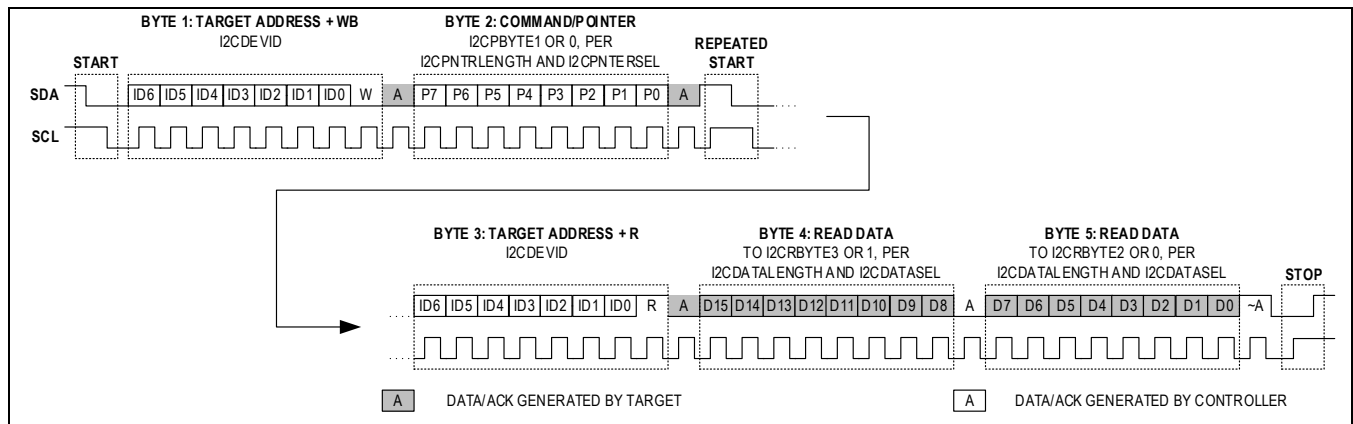 BYTE 1: TARGET ADDRESS + WB
I2CDEVID
BYTE 2: COMMAND/POINTER
I2CPBYTE1 OR 0, PER
I2CPNTRLENGTH AND I2CPNTERSEL
START
REPEATED
START
SDA
ID6 ID5 ID4 ID3 ID2 ID1 ID0 W A P7 P6 P5 P4 P3 P2 P1 P0 A
SCL
BYTE 3: TARGET ADDRESS + R
I2CDEVID
BYTE 4: READ DATA
TO I2CRBYTE3 OR 1, PER
I2CDATALENGTH AND I2CDATASEL
BYTE 5: READ DATA
TO I2CRBYTE2 OR 0, PER
I2CDATALENGTH AND I2CDATASEL
STOP
ID6 ID5 ID4 ID3 ID2 ID1 ID0 R A D15 D14 D13 D12 D11 D10 D9 D8 A D7 D6 D5 D4 D3 D2 D1 D0 ~A
A DATA/ACK GENERATED BY TARGET
A DATA/ACK GENERATED BY CONTROLLER